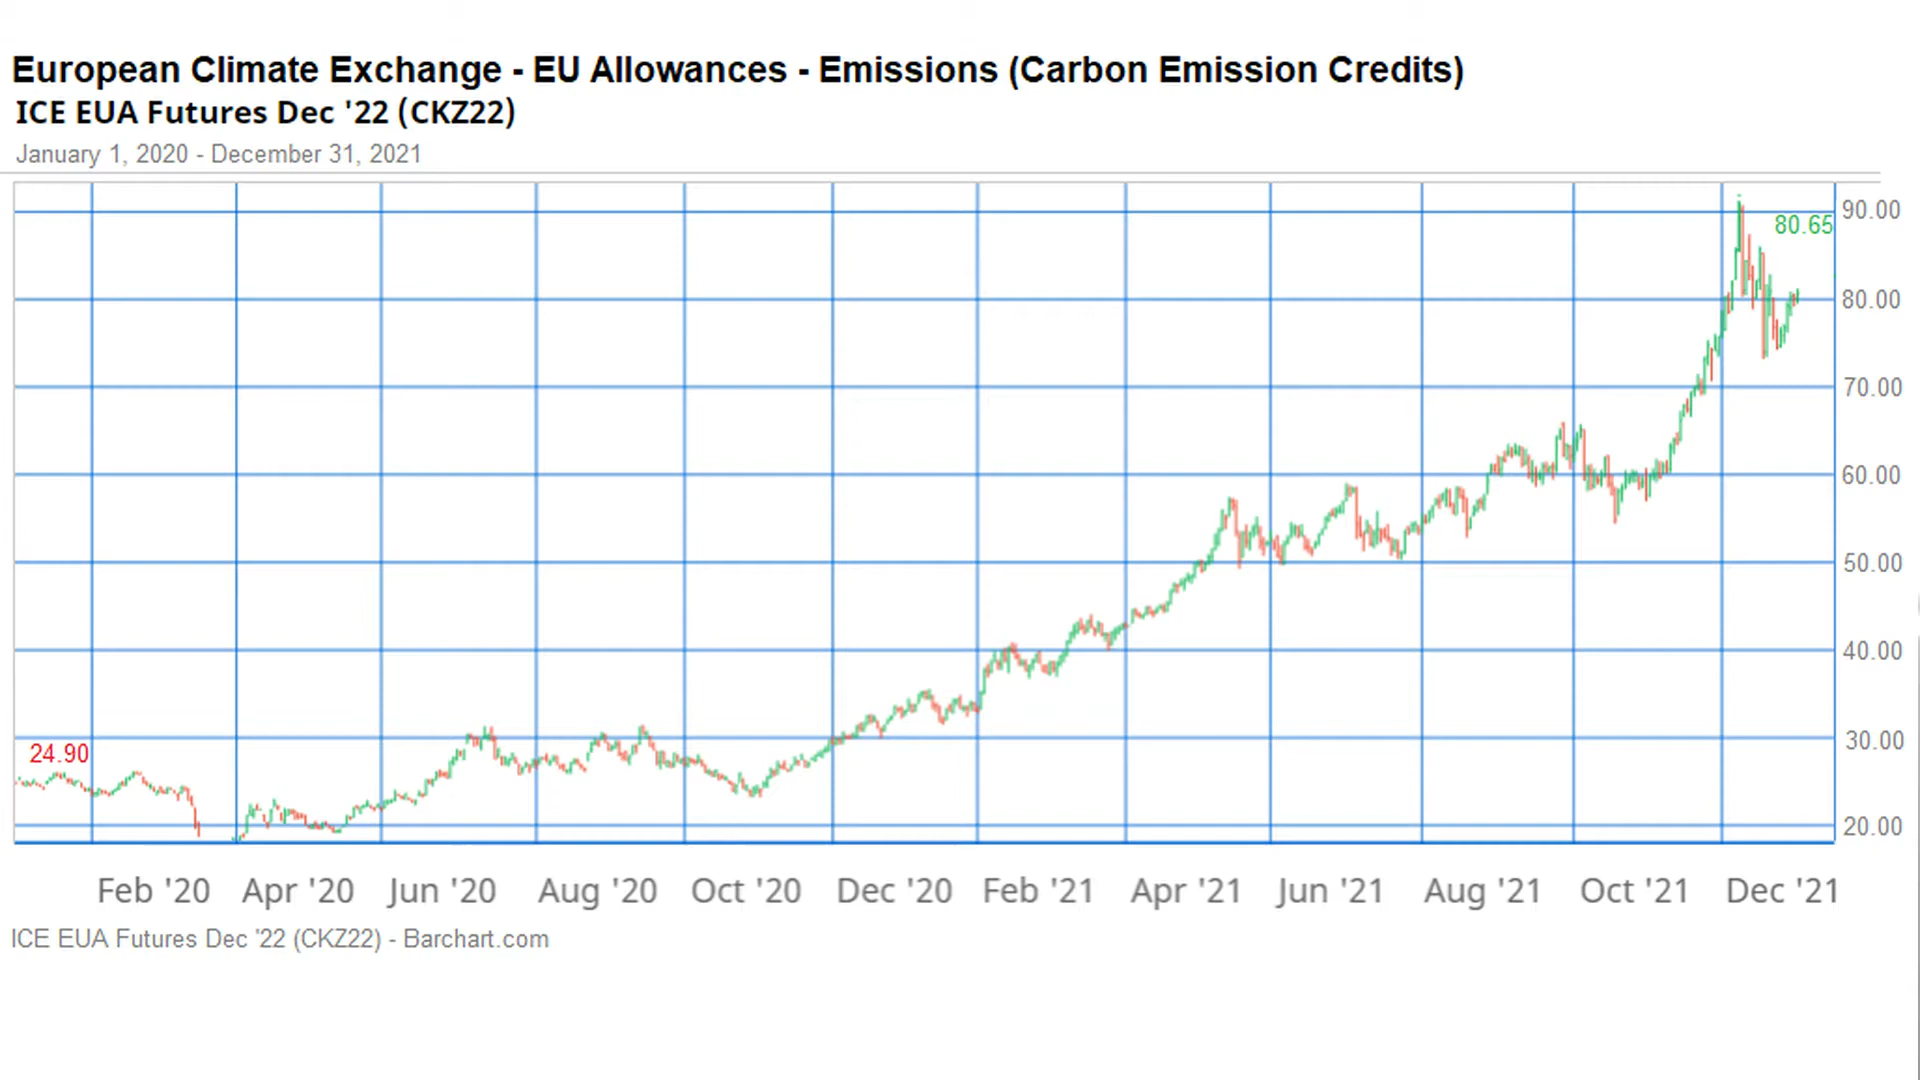 European Climate Exchange - EU Allowances - Emissions (Carbon Emission Credits)
ICE EUA Futures Dec '22 (CKZ22)
January 1, 2020 - December 31, 2021
90.00
80.65
80.00
70.00
60.00
50.00
40.00
30.00
24.90
20.00
Feb '20 Apr '20 Jun '20 Aug '20 Oct '20 Dec '20 Feb '21 Apr '21 Jun '21 Aug '21 Oct '21 Dec '21
ICE EUA Futures Dec '22 (CKZ22) - Barchart.com